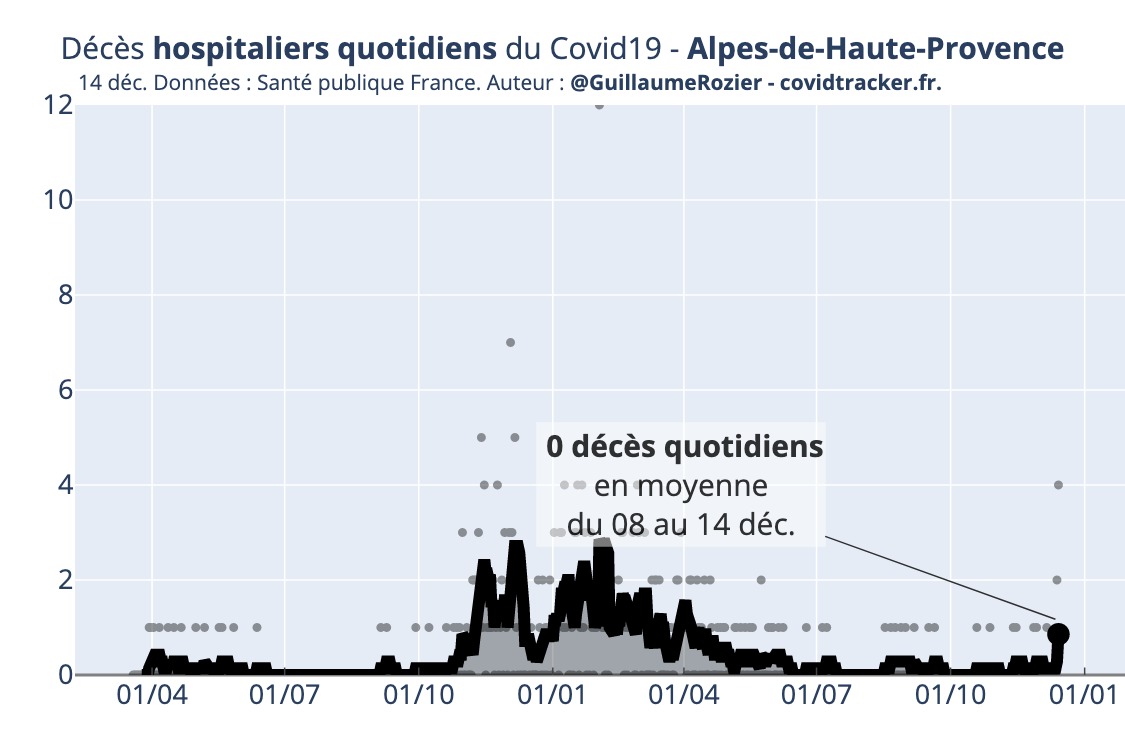 Décès hospitaliers quotidiens du Covid19 - Alpes-de-Haute-Provence
14 déc. Données : Santé publique France. Auteur : @GuillaumeRozier - covidtracker.fr.
12
10
8
6
4
2
0
0 décès quotidiens
en moyenne
du 08 au 14 déc.
01/04 01/07 01/10 01/01 01/04 01/07 01/10 01/01